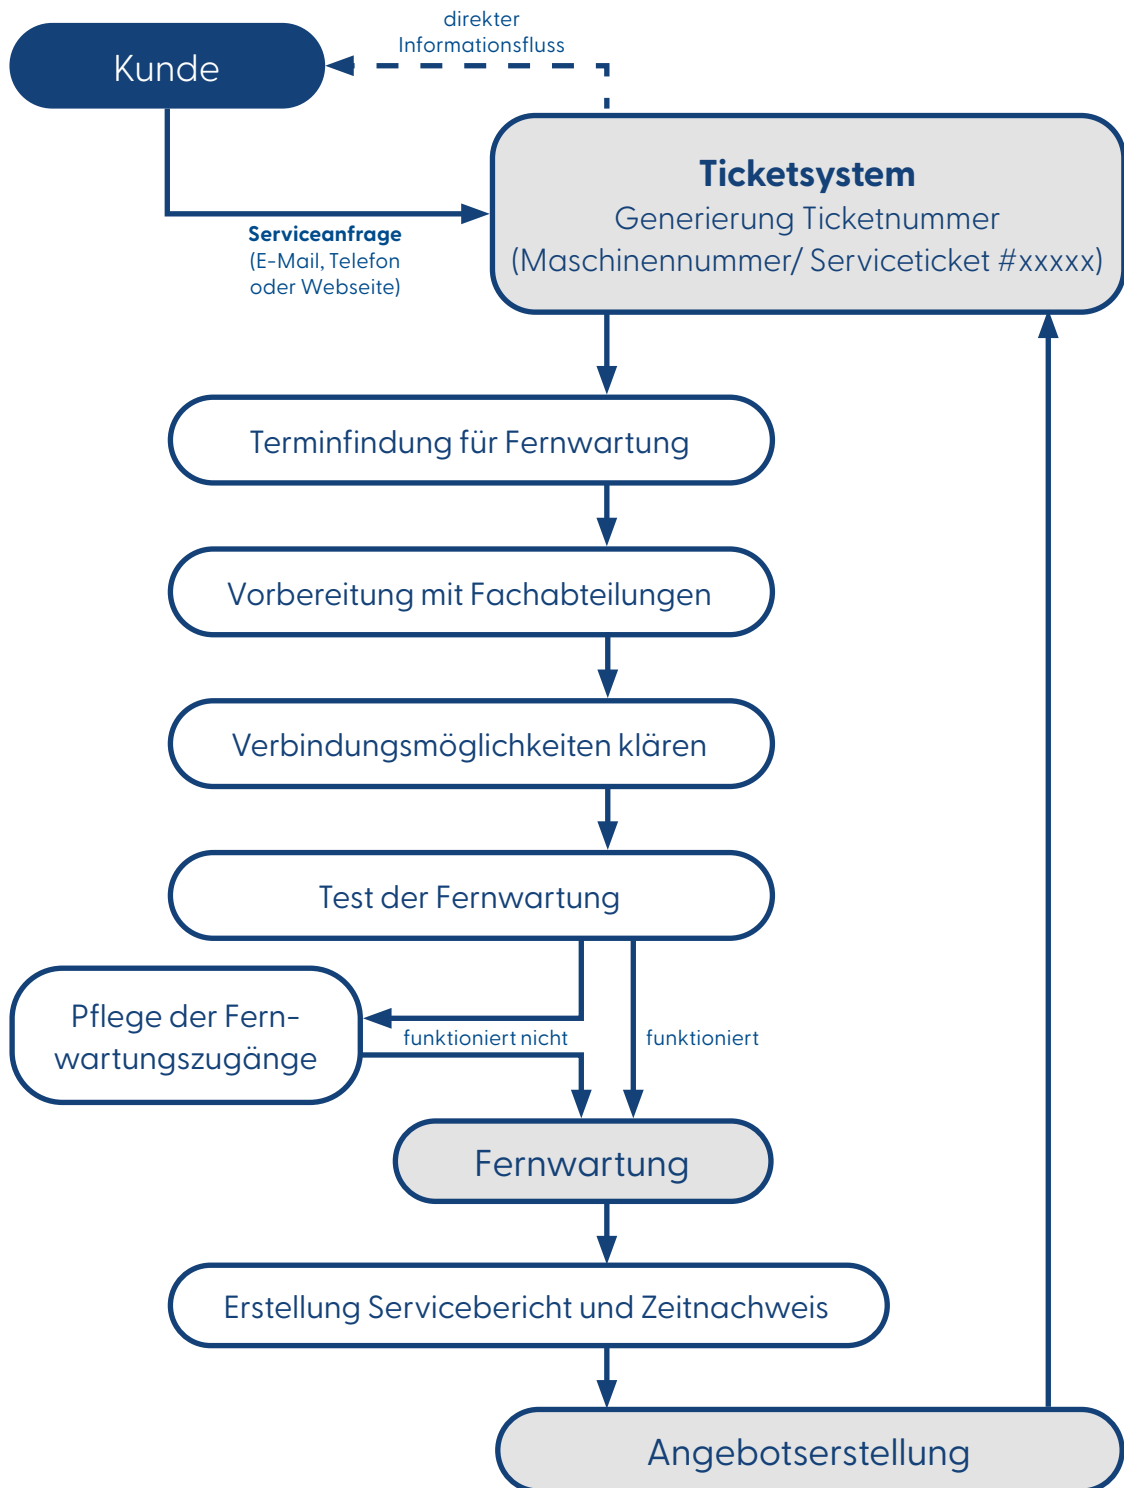 direkter
Informationsfluss
Kunde
Ticketsystem
Generierung Ticketnummer
(Maschinennummer/ Serviceticket #xxxxx)
Serviceanfrage
(E-Mail, Telefon
oder Webseite)
Terminfindung für Fernwartung
Vorbereitung mit Fachabteilungen
Verbindungsmöglichkeiten klären
Test der Fernwartung
Pflege der Fern-
wartungszugänge
funktioniert nicht
funktioniert
Fernwartung
Erstellung Servicebericht und Zeitnachweis
Angebotserstellung